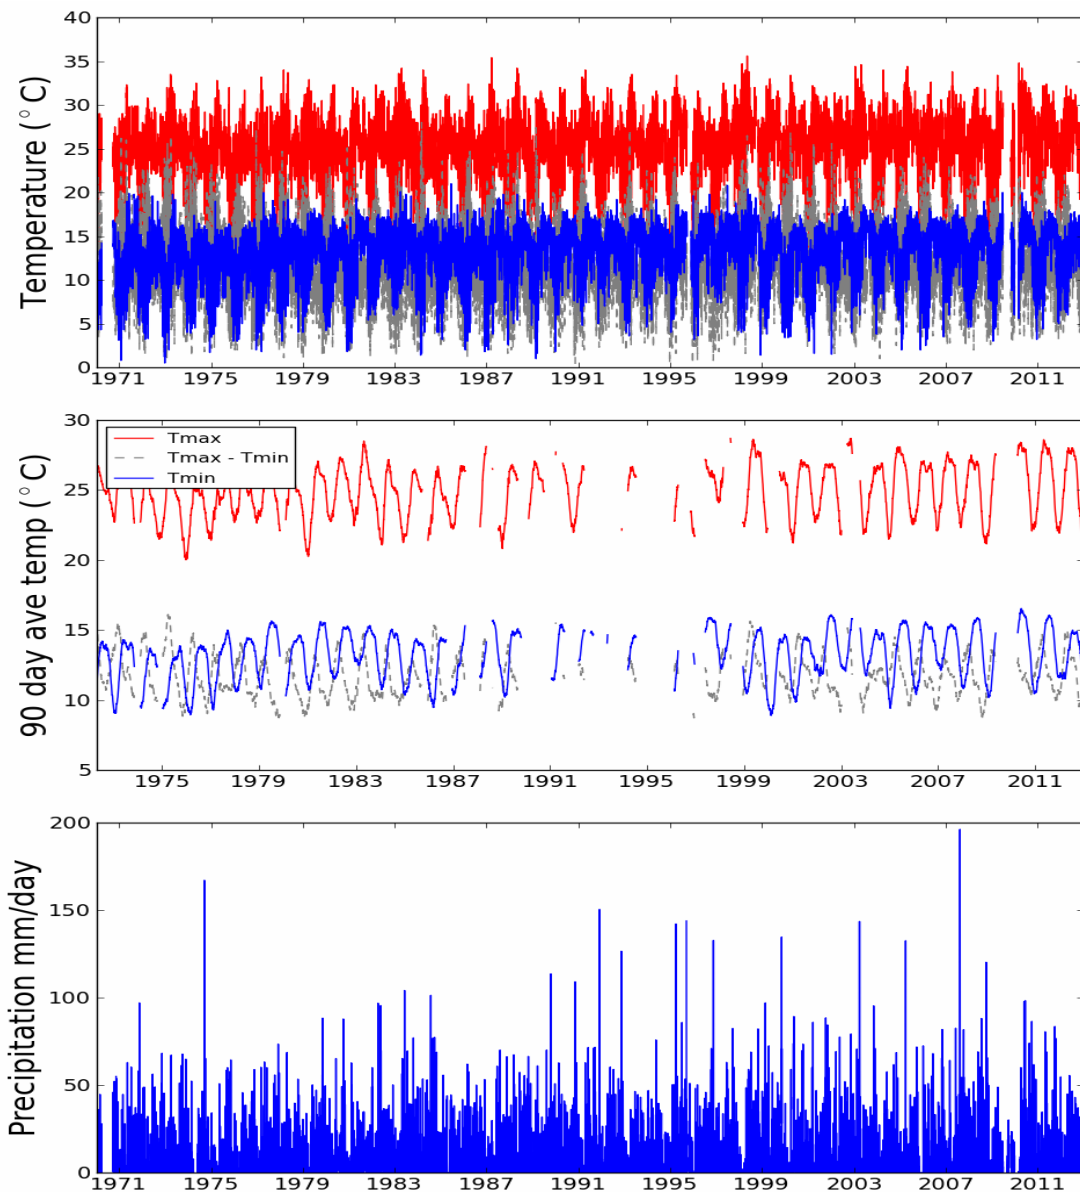 Temperature (°C)
40
35
30
25
20
15
10
5
0
1971 1975 1979 1983 1987 1991 1995 1999 2003 2007 2011
90 day ave temp (°C)
30
25
20
15
10
5
Tmax
Tmax - Tmin
Tmin
1975 1979 1983 1987 1991 1995 1999 2003 2007 2011
Precipitation mm/day
200
150
100
50
0
1971 1975 1979 1983 1987 1991 1995 1999 2003 2007 2011